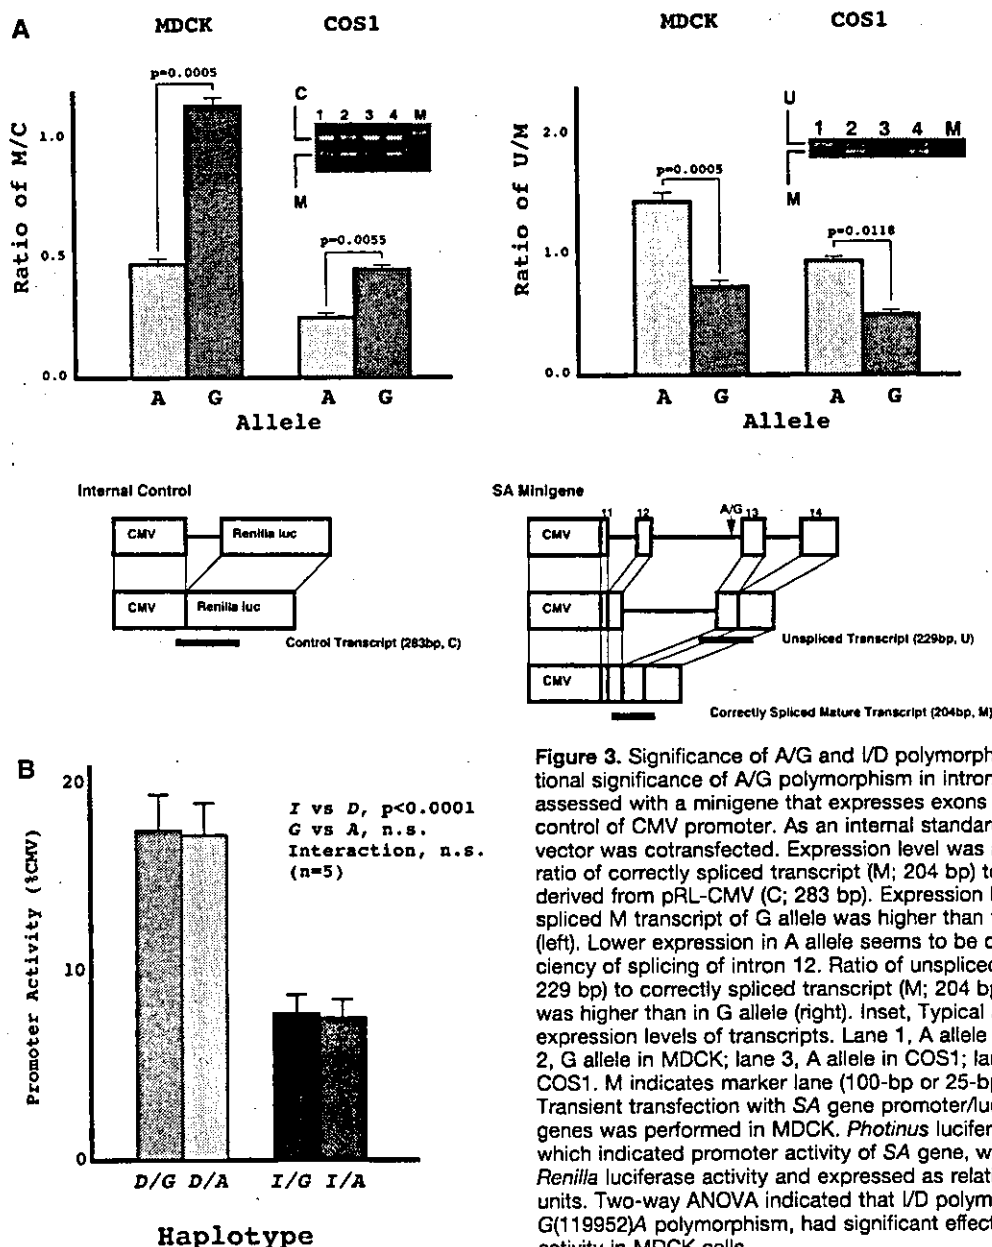 A
MDCK COS1
p=0.0005
C
1 2 3 4 M
M
p=0.0055
Ratio of M/C
1.0
0.5
0.0
A G A G
Allele
MDCK COS1
U
1 2 3 4 M
M
p=0.0005
p=0.0118
Ratio of U/M
2.0
1.0
0.0
A G A G
Allele
Internal Control
CMV Renilla luc
CMV Renilla luc
Control Transcript (283bp, C)
SA Minigene
A/G
11 12 13 14
CMV
CMV
Unspliced Transcript (229bp, U)
CMV
Correctly Spliced Mature Transcript (204bp, M)
B
Promoter Activity (%CMV)
20
10
0
I vs D, p<0.0001
G vs A, n.s.
Interaction, n.s.
(n=5)
D/G D/A I/G I/A
Haplotype
Figure 3. Significance of A/G and I/D polymorph
tional significance of A/G polymorphism in intron
assessed with a minigene that expresses exons
control of CMV promoter. As an internal standar
vector was cotransfected. Expression level was
ratio of correctly spliced transcript (M; 204 bp) t
derived from pRL-CMV (C; 283 bp). Expression
spliced M transcript of G allele was higher than
(left). Lower expression in A allele seems to be
ciency of splicing of intron 12. Ratio of unspliced
229 bp) to correctly spliced transcript (M; 204 bp
was higher than in G allele (right). Inset, Typical
expression levels of transcripts. Lane 1, A allele
2, G allele in MDCK; lane 3, A allele in COS1; la
COS1. M indicates marker lane (100-bp or 25-bp
Transient transfection with SA gene promoter/luc
genes was performed in MDCK. Photinus lucifer
which indicated promoter activity of SA gene, w
Renilla luciferase activity and expressed as relat
units. Two-way ANOVA indicated that I/D polym
G(119952)A polymorphism, had significant effect
activity in MDCK cells.